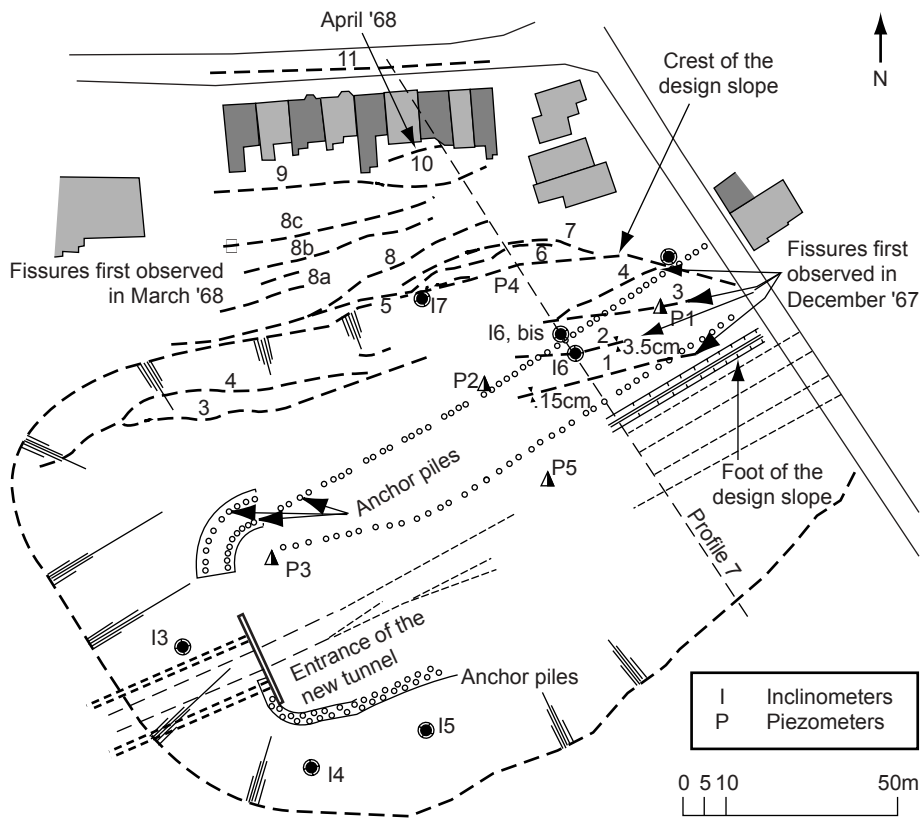 April '68
11
Crest of the
design slope
N
10
9
8c
8b
8
7
6
Fissures first observed
in March '68
8a
P4
4
Fissures first
observed in
December '67
5
I7
3
P1
I6, bis
2
3.5cm
I6
1
4
P2
15cm
3
P5
Foot of the
design slope
Anchor piles
Profile 7
P3
I3
Entrance of the
new tunnel
Anchor piles
I5
I4
I Inclinometers
P Piezometers
0 5 10 50m